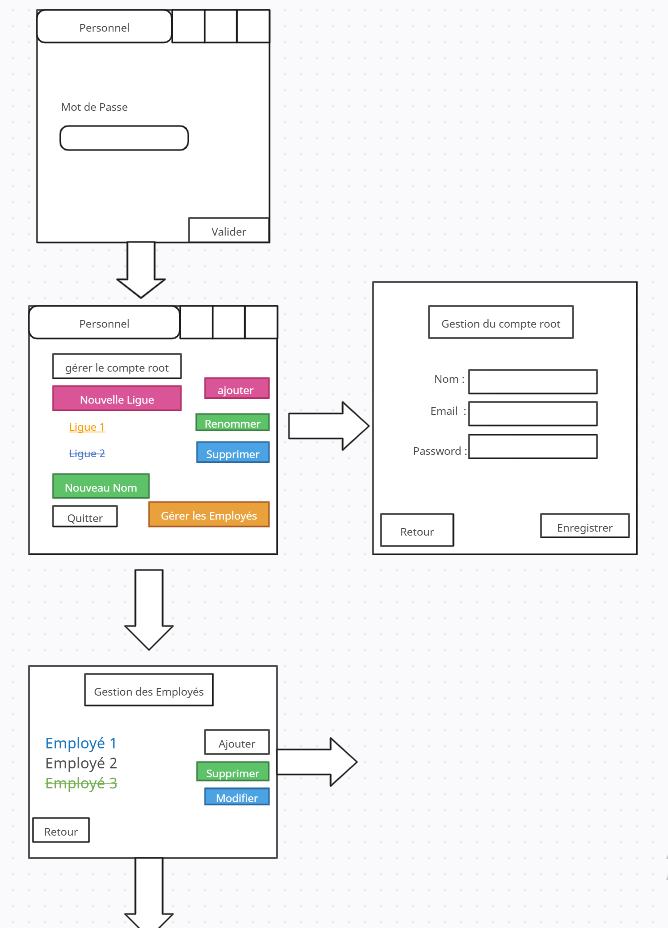 Personnel
Mot de Passe
Valider
Personnel
gérer le compte root
Nouvelle Ligue
ajouter
Ligue 1
Renommer
Ligue 2
Supprimer
Nouveau Nom
Quitter
Gérer les Employés
Gestion du compte root
Nom :
Email :
Password :
Retour
Enregistrer
Gestion des Employés
Employé 1
Ajouter
Employé 2
Supprimer
Employé 3
Modifier
Retour